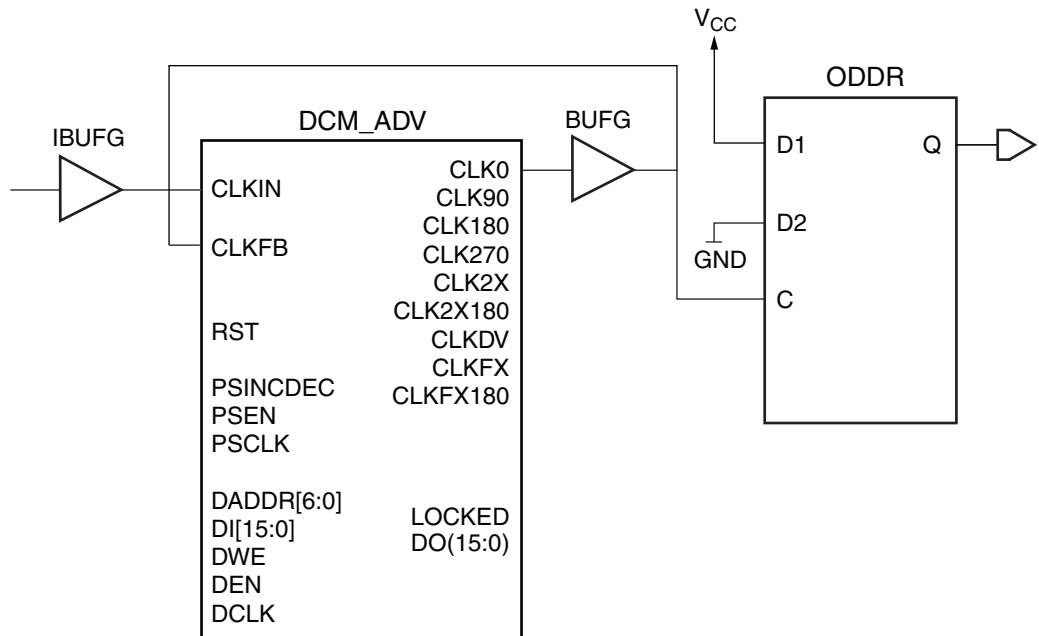 V_CC
ODDR
DCM_ADV
BUFG
IBUFG
CLKIN
CLKFB
RST
PSINCDEC
PSEN
PSCLK
DADDR[6:0]
DI[15:0]
DWE
DEN
DCLK
CLK0
CLK90
CLK180
CLK270
CLK2X
CLK2X180
CLKDV
CLKFX
CLKFX180
LOCKED
DO(15:0)
D1
Q
D2
GND
C